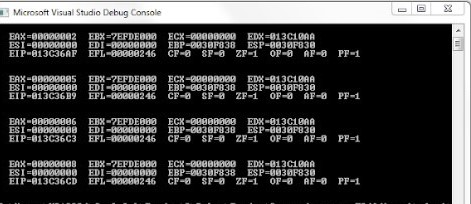 Microsoft Visual Studio Debug Console
EAX=00000002 EBX=7EFDE000 ECX=00000000 EDX=013C10AA
ESI=00000000 EDI=00000000 EBP=0030F838 ESP=0030F830
EIP=013C36AF EFL=00000246 CF=0 SF=0 ZF=1 OF=0 AF=0 PF=1
EAX=00000005 EBX=7EFDE000 ECX=00000000 EDX=013C10AA
ESI=00000000 EDI=00000000 EBP=0030F838 ESP=0030F830
EIP=013C36B9 EFL=00000246 CF=0 SF=0 ZF=1 OF=0 AF=0 PF=1
EAX=00000006 EBX=7EFDE000 ECX=00000000 EDX=013C10AA
ESI=00000000 EDI=00000000 EBP=0030F838 ESP=0030F830
EIP=013C36C3 EFL=00000246 CF=0 SF=0 ZF=1 OF=0 AF=0 PF=1
EAX=00000008 EBX=7EFDE000 ECX=00000000 EDX=013C10AA
ESI=00000000 EDI=00000000 EBP=0030F838 ESP=0030F830
EIP=013C36CD EFL=00000246 CF=0 SF=0 ZF=1 OF=0 AF=0 PF=1